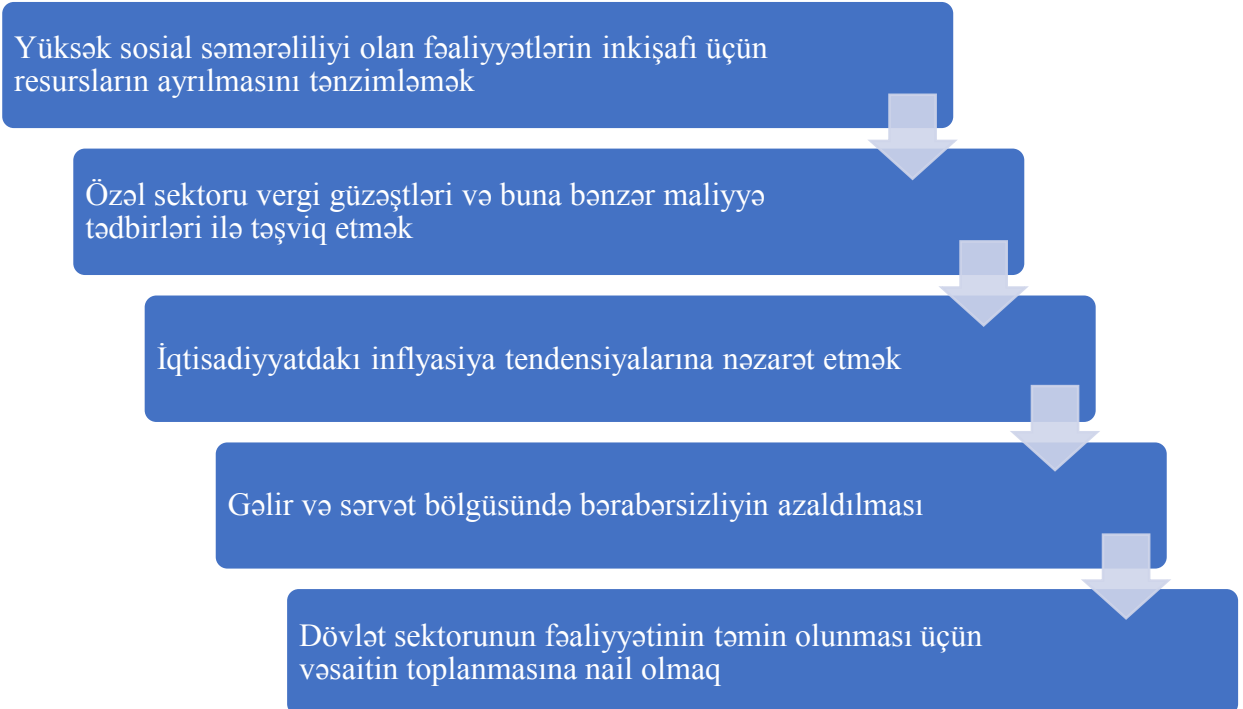 Yüksək sosial səmərəliliyi olan fəaliyyətlərin inkişafı üçün
resursların ayrılmasını tənzimləmək
Özəl sektoru vergi güzəştləri və buna bənzər maliyyə
tədbirləri ilə təşviq etmək
İqtisadiyyatdakı inflyasiya tendensiyalarına nəzarət etmək
Gəlir və sərvət bölgüsündə bərabərsizliyin azaldılması
Dövlət sektorunun fəaliyyətinin təmin olunması üçün
vəsaitin toplanmasına nail olmaq